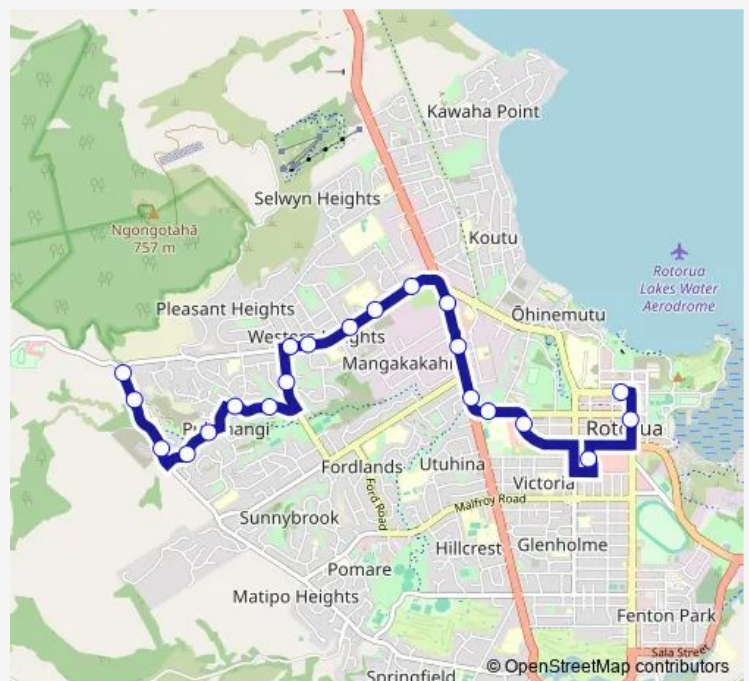 Kawaha Point
Selwyn Heights
Ngongotahā
757 m
Koutu
Rotorua
Lakes Water
Aerodrome
Pleasant Heights
Ōhinemutu
Mangakakahi
Fordlands
Utuhina
Ford Road
Victoria
Malfroy Road
Sunnybrook
Hillcrest
Glenholme
Pomare
Matipo Heights
Fenton Park
Sala Street
Springfield
© OpenStreetMap contributors